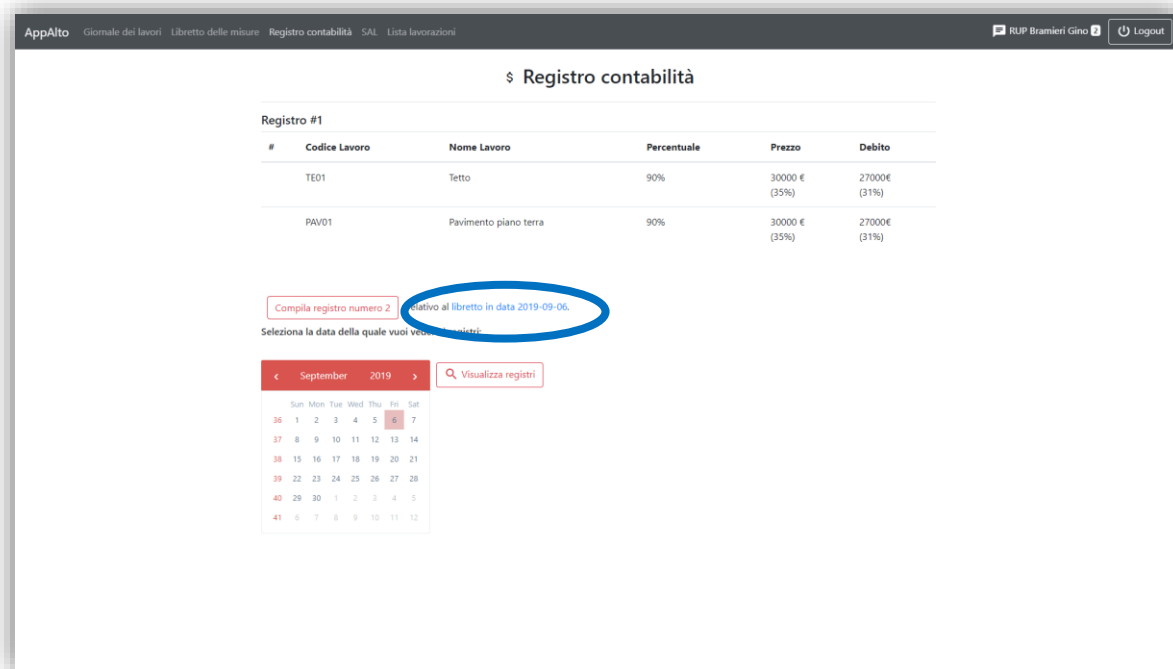 AppAlto Giornale dei lavori Libretto delle misure Registro contabilità SAL Lista lavorazioni RUP Bramieri Gino 2 Logout
$ Registro contabilità
Registro #1
# Codice Lavoro Nome Lavoro Percentuale Prezzo Debito
TE01 Tetto 90% 30000 € 27000€
(35%) (31%)
PAV01 Pavimento piano terra 90% 30000 € 27000€
(35%) (31%)
Compila registro numero 2 relativo al libretto in data 2019-09-06.
Seleziona la data della quale vuoi registri:
‹ September 2019 › Visualizza registri
Sun Mon Tue Wed Thu Fri Sat
36 1 2 3 4 5 6 7
37 8 9 10 11 12 13 14
38 15 16 17 18 19 20 21
39 22 23 24 25 26 27 28
40 29 30 1 2 3 4 5
41 6 7 8 9 10 11 12